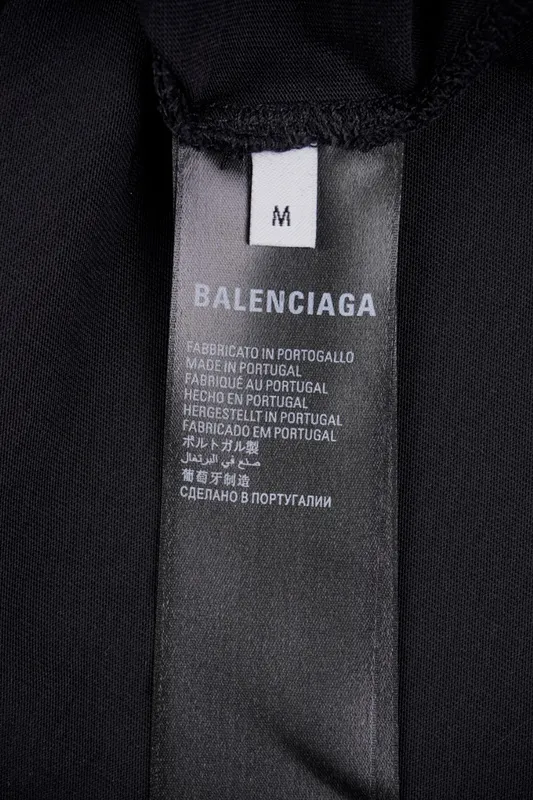 M
BALENCIAGA
FABBRICATO IN PORTOGALLO
MADE IN PORTUGAL
FABRIQUÉ AU PORTUGAL
HECHO EN PORTUGAL
HERGESTELLT IN PORTUGAL
FABRICADO EM PORTUGAL
ポルトガル製
صنع في البرتغال
葡萄牙制造
СДЕЛАНО В ПОРТУГАЛИИ